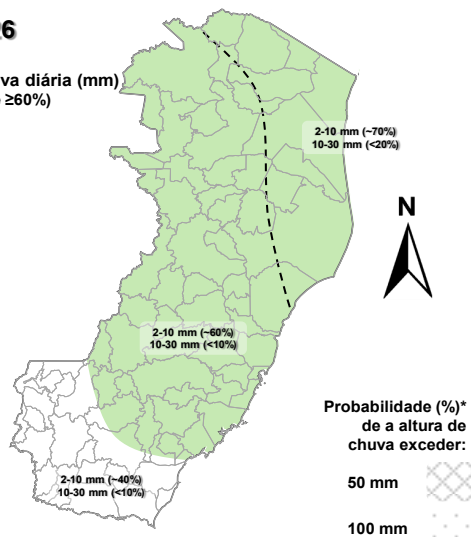 6
va diária (mm)
≥60%)
2-10 mm (~70%)
10-30 mm (<20%)
N
2-10 mm (~60%)
10-30 mm (<10%)
Probabilidade (%)*
de a altura de
chuva exceder:
2-10 mm (~40%)
10-30 mm (<10%)
50 mm
100 mm